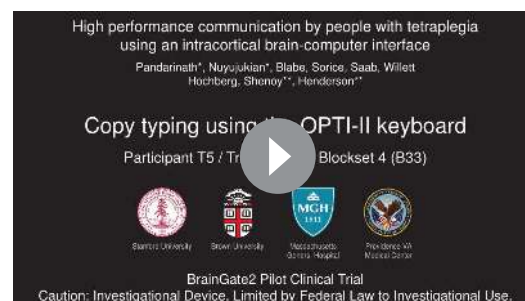 High performance communication by people with tetraplegia
using an intracortical brain-computer interface
Pandarinath*, Nuyujukian*, Blabe, Sorice, Saab, Willett
Hochberg, Shenoy**, Henderson**
Copy typing using OPTI-II keyboard
Participant T5 / Blockset 4 (B33)
MGH
1811
Stanford University
Brown University
Massachusetts
General Hospital
Providence VA
Medical Center
BrainGate2 Pilot Clinical Trial
Caution: Investigational Device. Limited by Federal Law to Investigational Use.